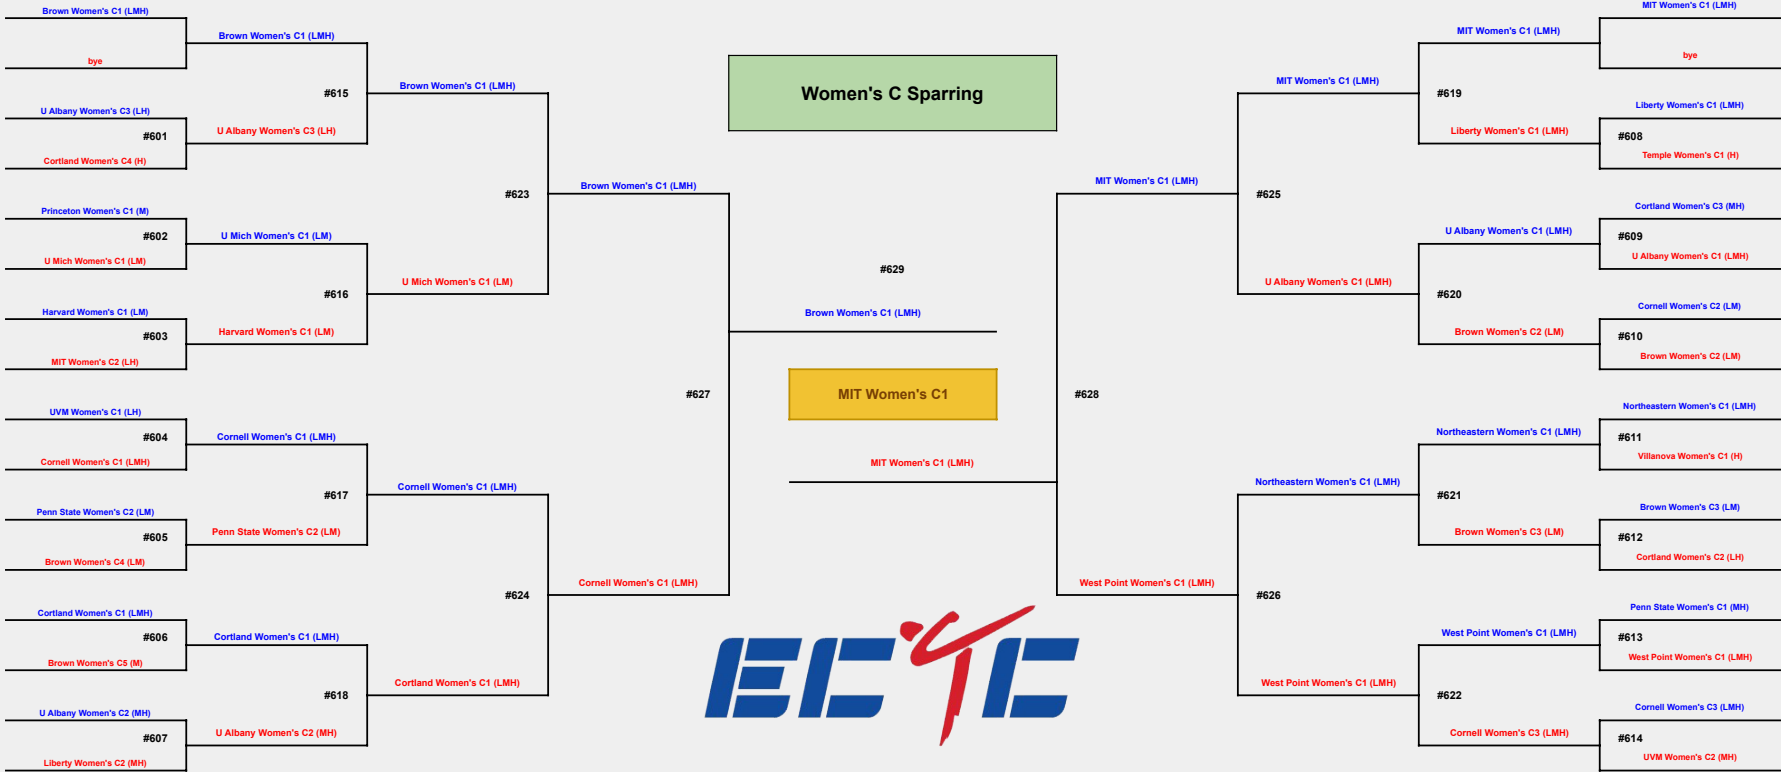 Brown Women's C1 (LMH)
bye
U Albany Women's C3 (LH)
#601
Cortland Women's C4 (H)
Princeton Women's C1 (M)
#602
U Mich Women's C1 (LM)
Harvard Women's C1 (LM)
#603
MIT Women's C2 (LH)
UVM Women's C1 (LH)
#604
Cornell Women's C1 (LMH)
Penn State Women's C2 (LM)
#605
Brown Women's C4 (LM)
Cortland Women's C1 (LMH)
#606
Brown Women's C5 (M)
U Albany Women's C2 (MH)
#607
Liberty Women's C2 (MH)
Brown Women's C1 (LMH)
#615
U Albany Women's C3 (LH)
U Mich Women's C1 (LM)
#616
Harvard Women's C1 (LM)
Cornell Women's C1 (LMH)
#617
Penn State Women's C2 (LM)
Cortland Women's C1 (LMH)
#618
U Albany Women's C2 (MH)
Brown Women's C1 (LMH)
#623
U Mich Women's C1 (LM)
Cornell Women's C1 (LMH)
#624
Cortland Women's C1 (LMH)
Brown Women's C1 (LMH)
#627
Cornell Women's C1 (LMH)
Women's C Sparring
#629
Brown Women's C1 (LMH)
MIT Women's C1
MIT Women's C1 (LMH)
ECTC
MIT Women's C1 (LMH)
#628
West Point Women's C1 (LMH)
MIT Women's C1 (LMH)
#625
U Albany Women's C1 (LMH)
Northeastern Women's C1 (LMH)
#626
West Point Women's C1 (LMH)
MIT Women's C1 (LMH)
#619
Liberty Women's C1 (LMH)
U Albany Women's C1 (LMH)
#620
Brown Women's C2 (LM)
Northeastern Women's C1 (LMH)
#621
Brown Women's C3 (LM)
West Point Women's C1 (LMH)
#622
Cornell Women's C3 (LMH)
MIT Women's C1 (LMH)
bye
Liberty Women's C1 (LMH)
#608
Temple Women's C1 (H)
Cortland Women's C3 (MH)
#609
U Albany Women's C1 (LMH)
Cornell Women's C2 (LM)
#610
Brown Women's C2 (LM)
Northeastern Women's C1 (LMH)
#611
Villanova Women's C1 (H)
Brown Women's C3 (LM)
#612
Cortland Women's C2 (LH)
Penn State Women's C1 (MH)
#613
West Point Women's C1 (LMH)
Cornell Women's C3 (LMH)
#614
UVM Women's C2 (MH)